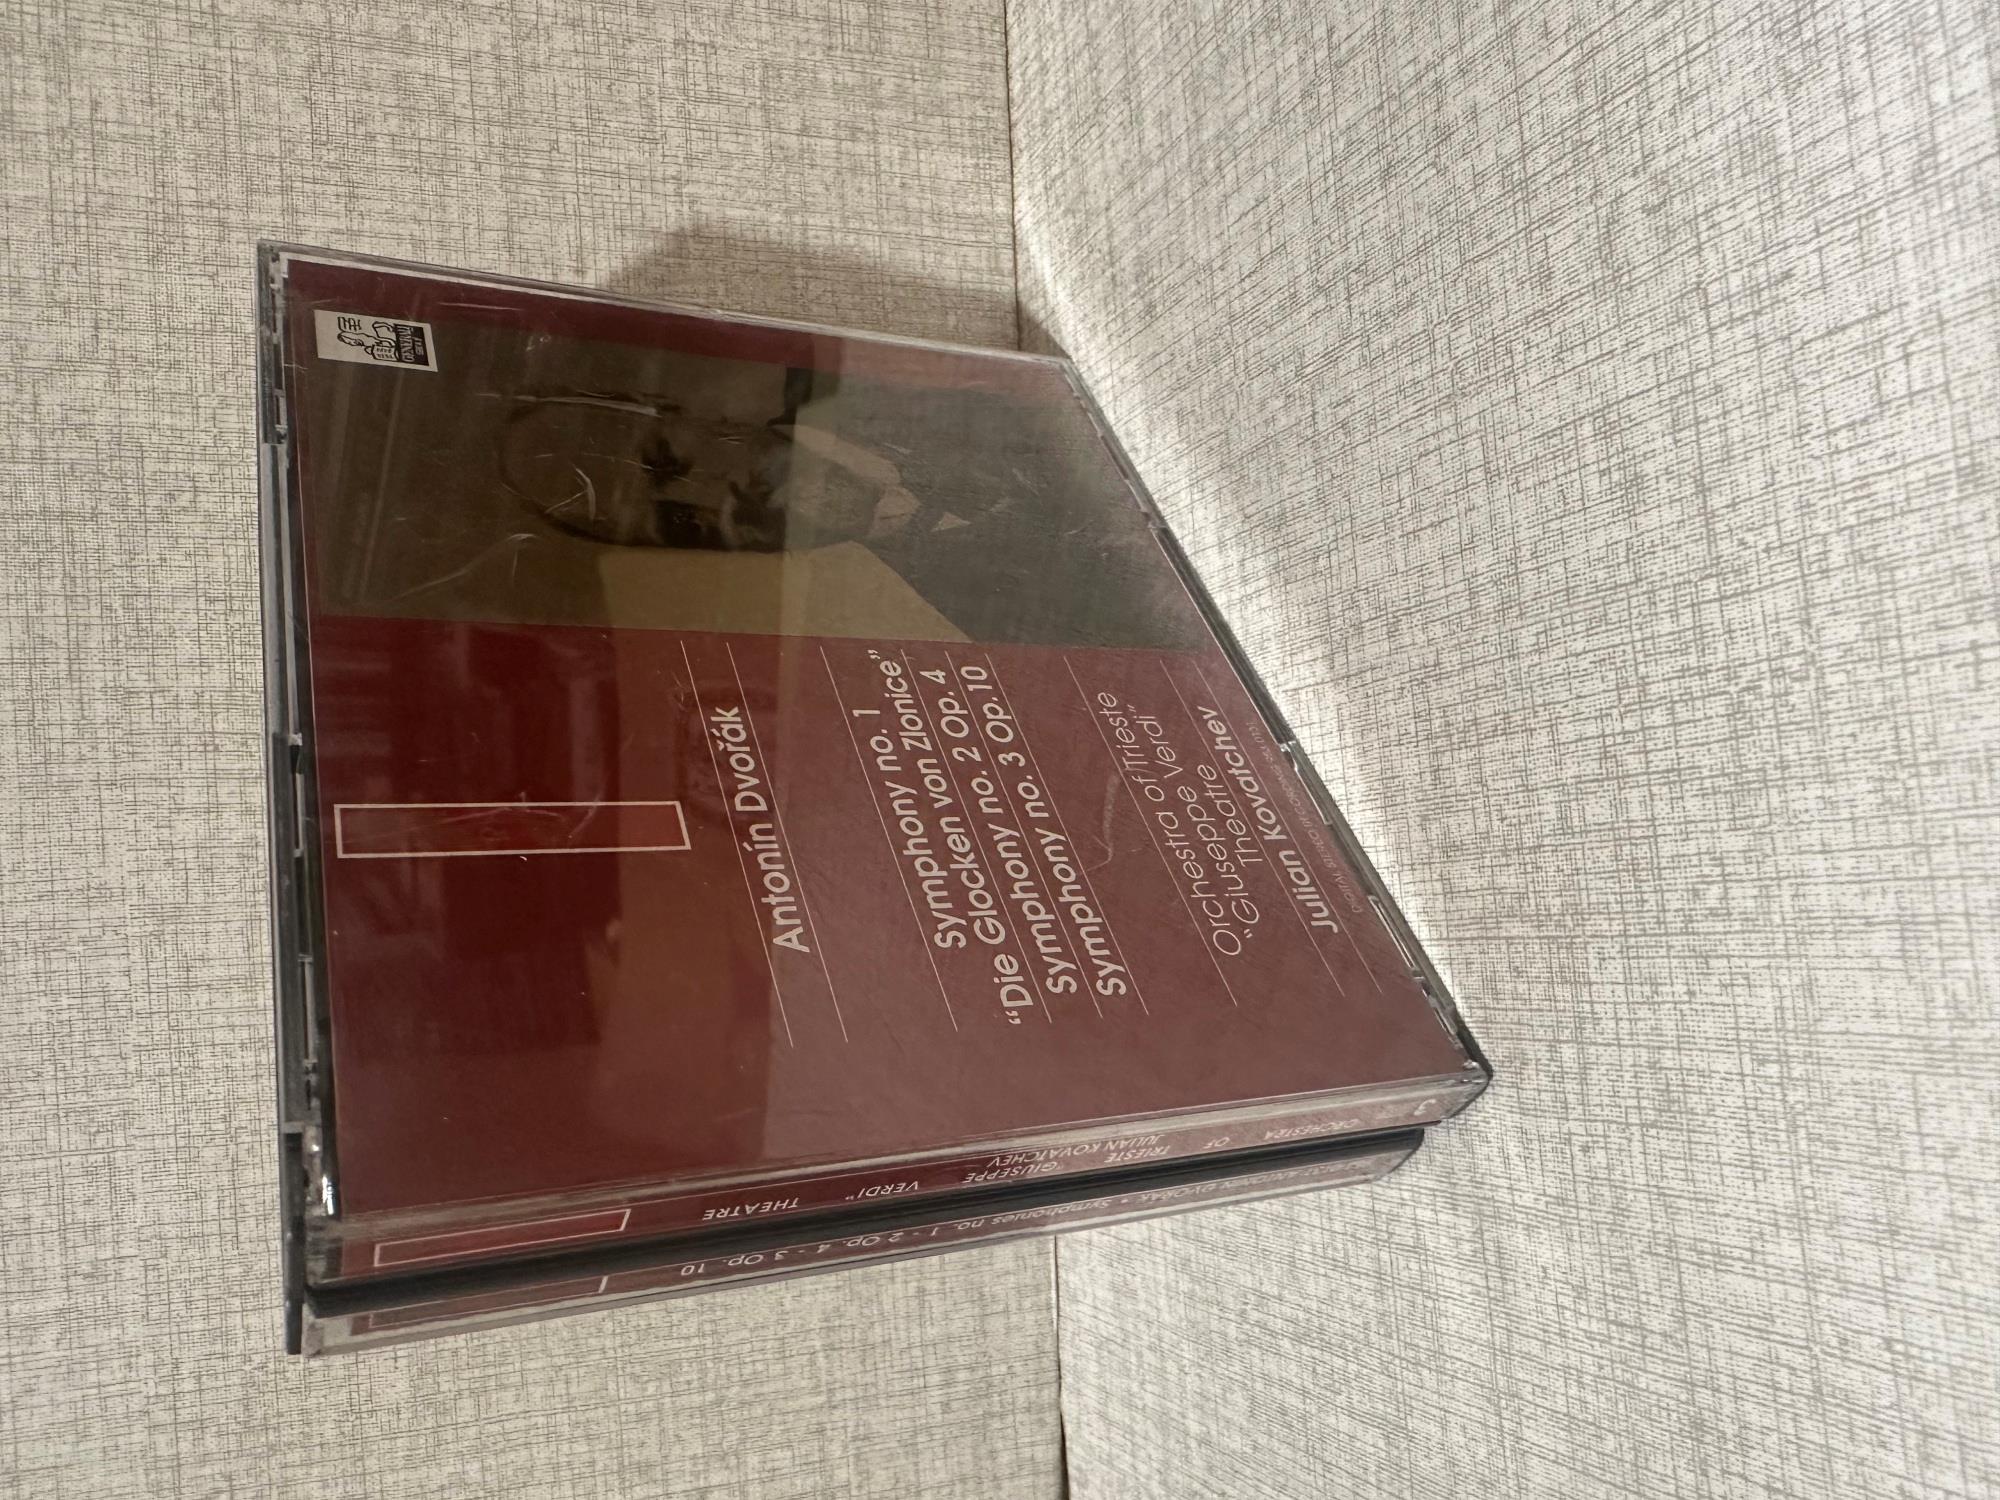 Antonín Dvořák
Symphony no. 1
"Die Glocken von Zlonice"
Symphony no. 2 Op. 4
Symphony no. 3 Op.10
Orchestra of Trieste
"Giuseppe Verdi"
Theatre
Julian Kovatchev
ORCHESTRA OF TRIESTE "GIUSEPPE VERDI" THEATRE
JULIAN KOVATCHEV
ANTONÍN DVOŘÁK • Symphonies no. 1 - 2 Op. 4 - 3 Op. 10